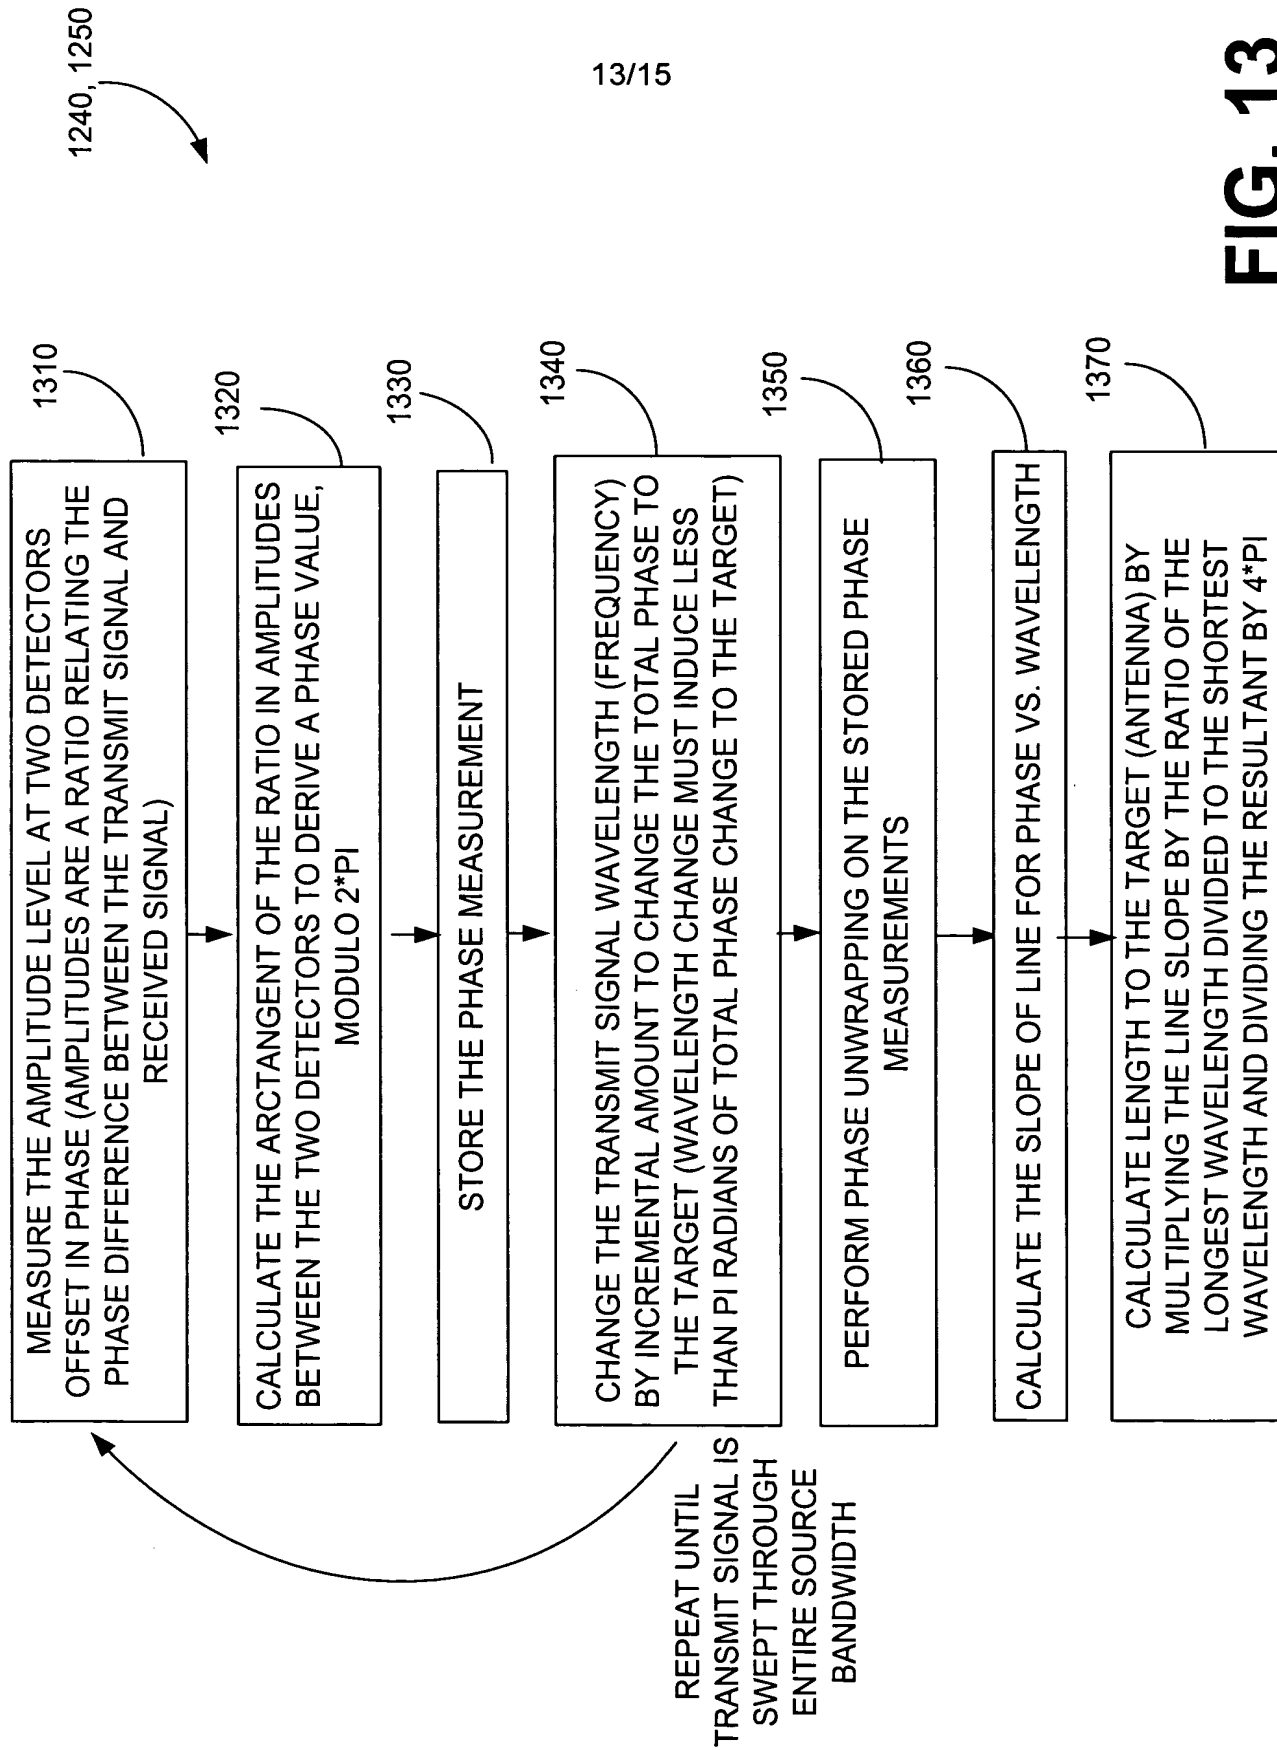 13/15
1240, 1250
MEASURE THE AMPLITUDE LEVEL AT TWO DETECTORS
OFFSET IN PHASE (AMPLITUDES ARE A RATIO RELATING THE
PHASE DIFFERENCE BETWEEN THE TRANSMIT SIGNAL AND
RECEIVED SIGNAL)
1310
CALCULATE THE ARCTANGENT OF THE RATIO IN AMPLITUDES
BETWEEN THE TWO DETECTORS TO DERIVE A PHASE VALUE,
MODULO 2*PI
1320
STORE THE PHASE MEASUREMENT
1330
CHANGE THE TRANSMIT SIGNAL WAVELENGTH (FREQUENCY)
BY INCREMENTAL AMOUNT TO CHANGE THE TOTAL PHASE TO
THE TARGET (WAVELENGTH CHANGE MUST INDUCE LESS
THAN PI RADIANS OF TOTAL PHASE CHANGE TO THE TARGET)
1340
REPEAT UNTIL
TRANSMIT SIGNAL IS
SWEPT THROUGH
ENTIRE SOURCE
BANDWIDTH
PERFORM PHASE UNWRAPPING ON THE STORED PHASE
MEASUREMENTS
1350
CALCULATE THE SLOPE OF LINE FOR PHASE VS. WAVELENGTH
1360
CALCULATE LENGTH TO THE TARGET (ANTENNA) BY
MULTIPLYING THE LINE SLOPE BY THE RATIO OF THE
LONGEST WAVELENGTH DIVIDED TO THE SHORTEST
WAVELENGTH AND DIVIDING THE RESULTANT BY 4*PI
1370
FIG. 13